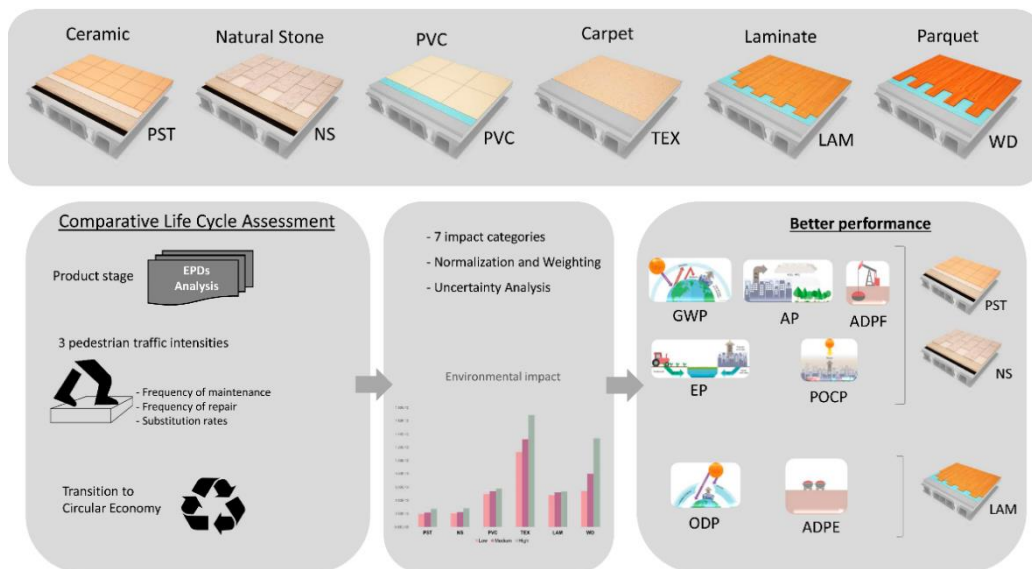 Ceramic
Natural Stone
PVC
Carpet
Laminate
Parquet
PST
NS
PVC
TEX
LAM
WD
Comparative Life Cycle Assessment
Product stage
EPDs
Analysis
3 pedestrian traffic intensities
- Frequency of maintenance
- Frequency of repair
- Substitution rates
Transition to
Circular Economy
- 7 impact categories
- Normalization and Weighting
- Uncertainty Analysis
Environmental impact
PST NS PVC TEX LAM WD
Low Medium High
Better performance
GWP
AP
ADPF
PST
EP
POCP
NS
ODP
ADPE
LAM